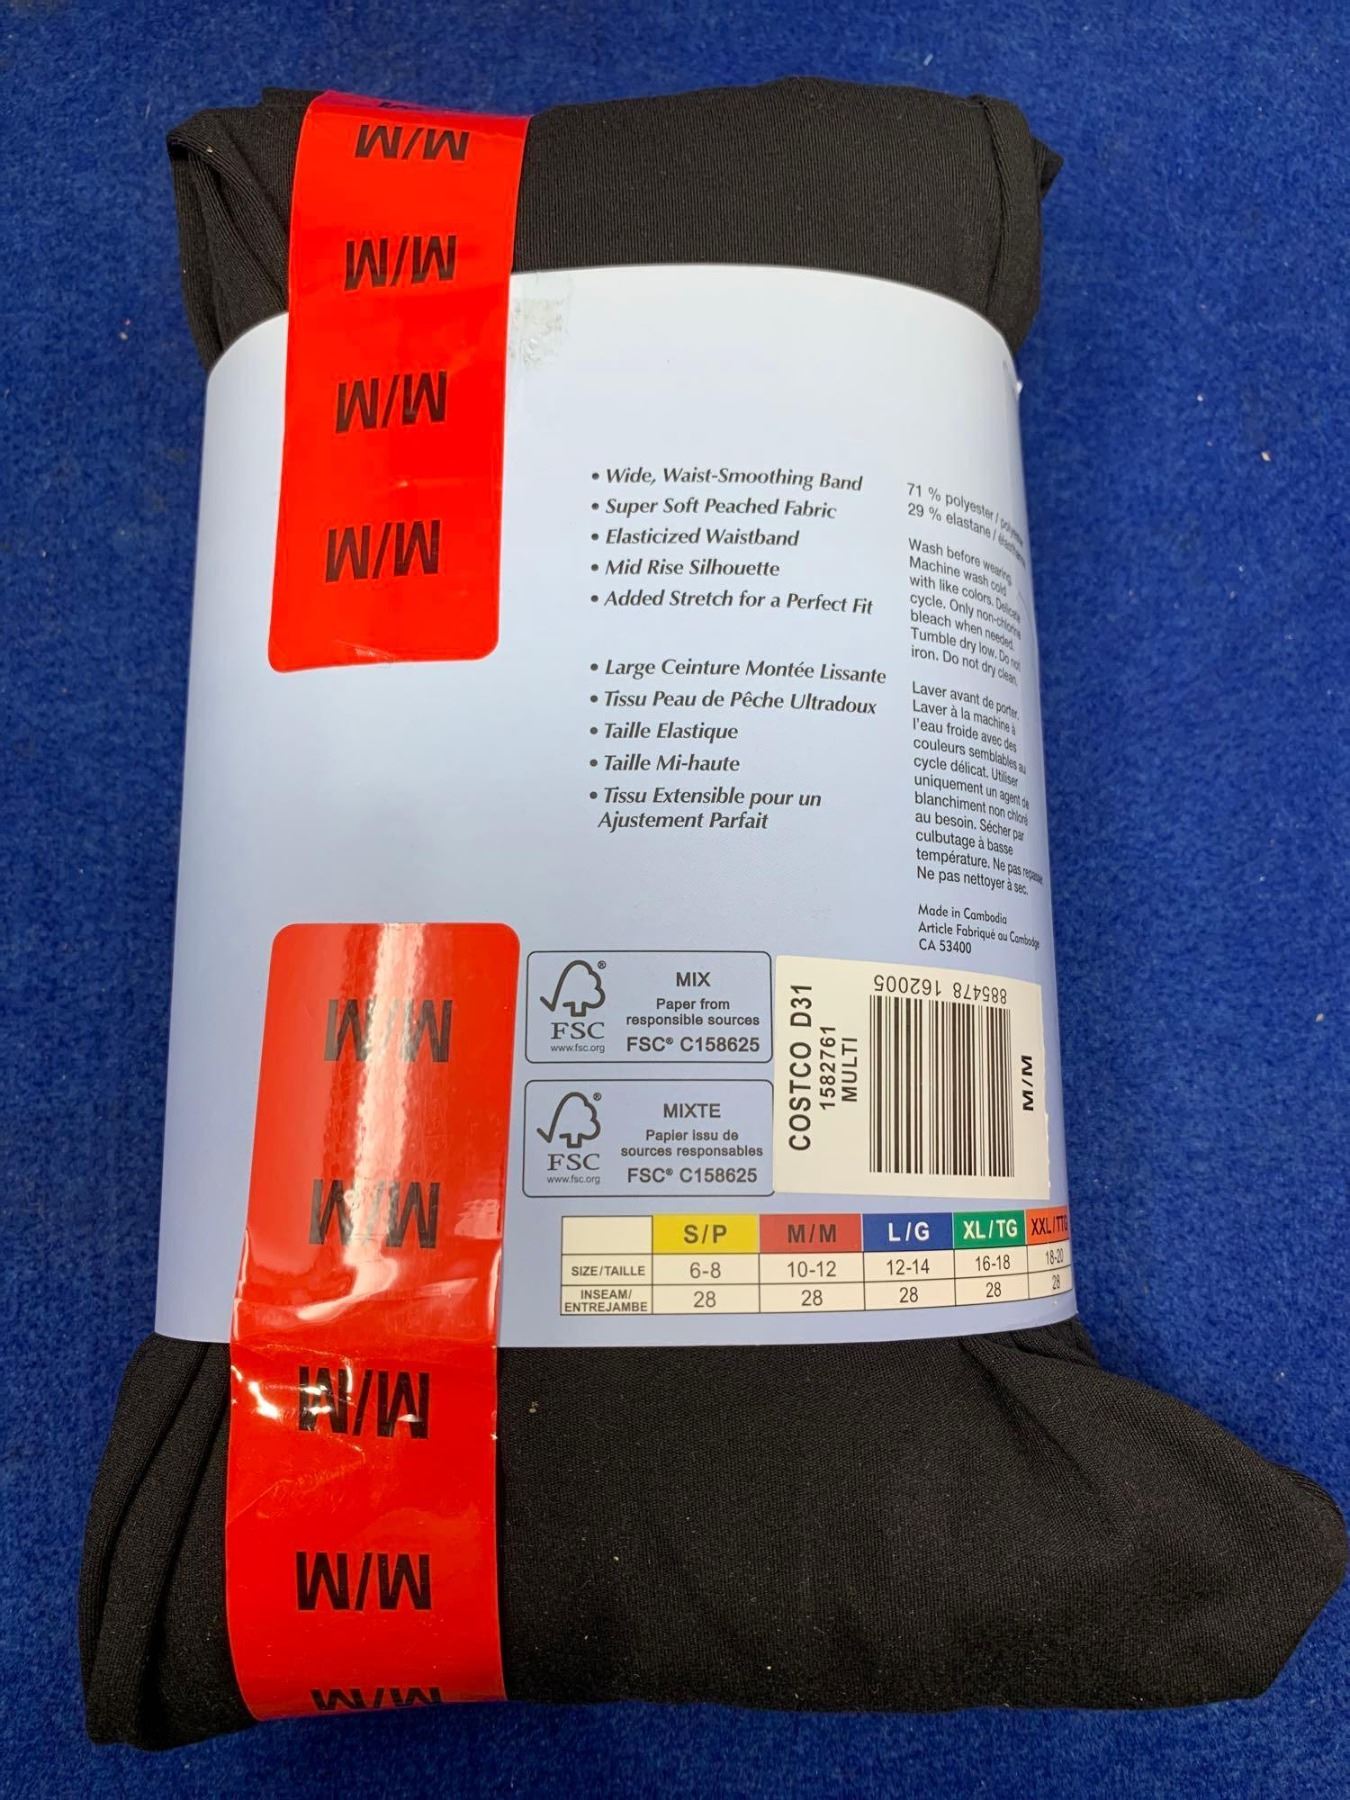 M/M
M/M
M/M
M/M
• Wide, Waist-Smoothing Band
• Super Soft Peached Fabric
• Elasticized Waistband
• Mid Rise Silhouette
• Added Stretch for a Perfect Fit
• Large Ceinture Montée Lissante
• Tissu Peau de Pêche Ultradoux
• Taille Elastique
• Taille Mi-haute
• Tissu Extensible pour un
Ajustement Parfait
71 % polyester /
29 % elastane /
Wash before wearing.
Machine wash cold
with like colors. Delicate
cycle. Only non-chlorine
bleach when needed.
Tumble dry low. Do not
iron. Do not dry clean.
Laver avant de porter.
Laver à la machine à
l'eau froide avec des
couleurs semblables au
cycle délicat. Utiliser
uniquement un agent de
blanchiment non chloré
au besoin. Sécher par
culbutage à basse
température. Ne pas repasser.
Ne pas nettoyer à sec.
Made in Cambodia
Article Fabriqué au Cambodge
CA 53400
M/M
M/M
M/M
M/M
M/M
FSC®
www.fsc.org
MIX
Paper from
responsible sources
FSC® C158625
FSC®
www.fsc.org
MIXTE
Papier issu de
sources responsables
FSC® C158625
COSTCO D31
1582761
MULTI
885478 162005
M/M
S/P M/M L/G XL/TG XXL/TTG
SIZE/TAILLE 6-8 10-12 12-14 16-18 18-20
INSEAM/
ENTREJAMBE 28 28 28 28 28